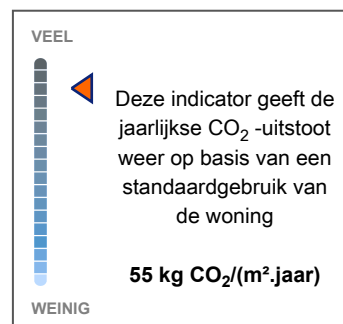 VEEL
Deze indicator geeft de
jaarlijkse CO₂ -uitstoot
weer op basis van een
standaardgebruik van
de woning
55 kg CO₂/(m².jaar)
WEINIG